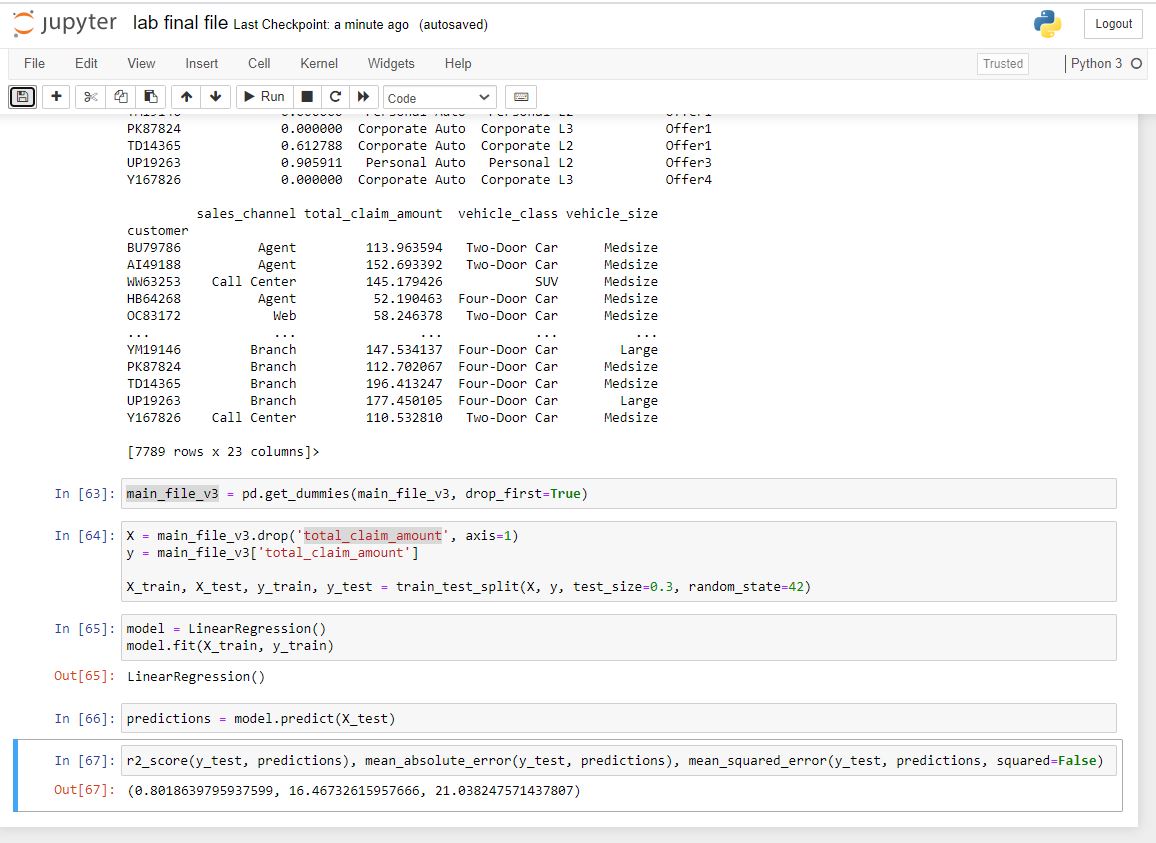 jupyter lab final file Last Checkpoint: a minute ago (autosaved) Logout
File Edit View Insert Cell Kernel Widgets Help Trusted Python 3
Run Code
PK87824 0.000000 Corporate Auto Corporate L3 Offer1
TD14365 0.612788 Corporate Auto Corporate L2 Offer1
UP19263 0.905911 Personal Auto Personal L2 Offer3
Y167826 0.000000 Corporate Auto Corporate L3 Offer4
sales_channel total_claim_amount vehicle_class vehicle_size
customer
BU79786 Agent 113.963594 Two-Door Car Medsize
AI49188 Agent 152.693392 Two-Door Car Medsize
WW63253 Call Center 145.179426 SUV Medsize
HB64268 Agent 52.190463 Four-Door Car Medsize
OC83172 Web 58.246378 Two-Door Car Medsize
... ... ... ... ...
YM19146 Branch 147.534137 Four-Door Car Large
PK87824 Branch 112.702067 Four-Door Car Medsize
TD14365 Branch 196.413247 Four-Door Car Medsize
UP19263 Branch 177.450105 Four-Door Car Large
Y167826 Call Center 110.532810 Two-Door Car Medsize
[7789 rows x 23 columns]>
In [63]: main_file_v3 = pd.get_dummies(main_file_v3, drop_first=True)
In [64]: X = main_file_v3.drop('total_claim_amount', axis=1)
y = main_file_v3['total_claim_amount']
X_train, X_test, y_train, y_test = train_test_split(X, y, test_size=0.3, random_state=42)
In [65]: model = LinearRegression()
model.fit(X_train, y_train)
Out[65]: LinearRegression()
In [66]: predictions = model.predict(X_test)
In [67]: r2_score(y_test, predictions), mean_absolute_error(y_test, predictions), mean_squared_error(y_test, predictions, squared=False)
Out[67]: (0.8018639795937599, 16.46732615957666, 21.038247571437807)